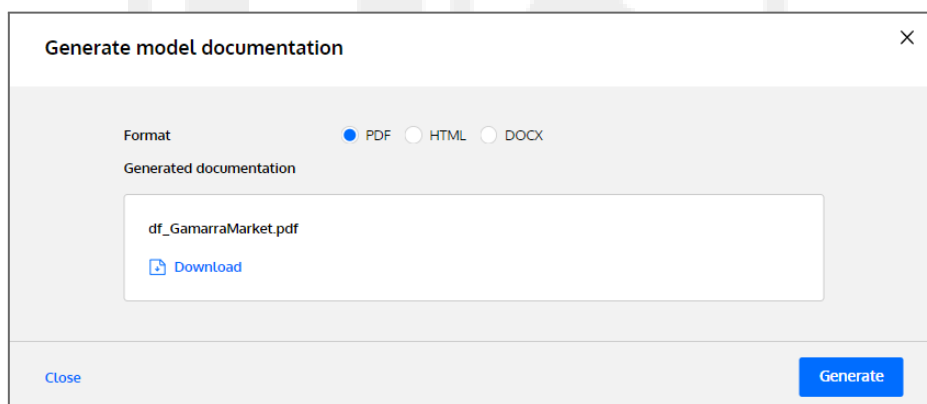 Generate model documentation
Format PDF HTML DOCX
Generated documentation
df_GamarraMarket.pdf
Download
Close Generate